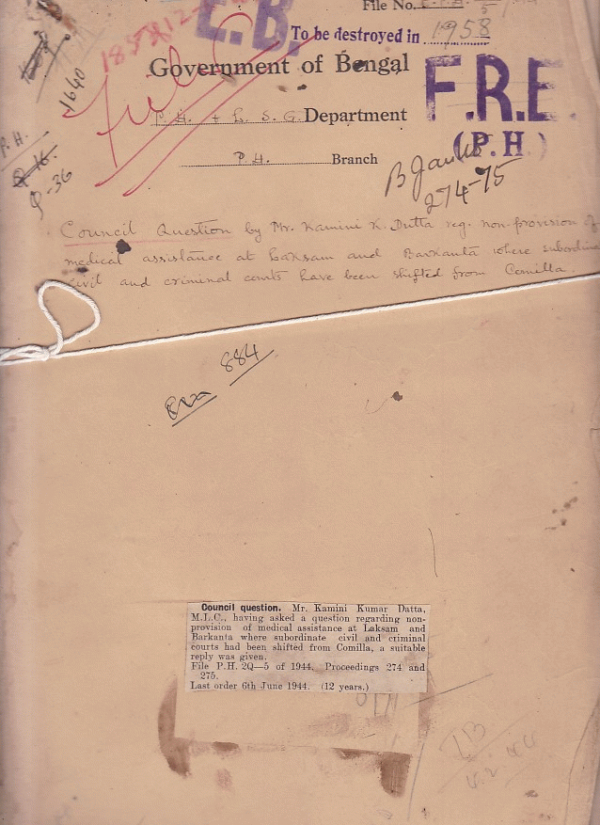 File No.
E.B.
To be destroyed in 1958
Government of Bengal
F.R.E.
(P.H.)
P.H. + L. S. G. Department
P.H. Branch
1640
P.H.
Q-36
274-75
Council Question by Mr. Kamini K. Dutta reg. non-provision of
medical assistance at Laksam and Barkanta where subordin
civil and criminal courts have been shifted from Comilla.
884
Council question. Mr. Kamini Kumar Datta,
M.L.C., having asked a question regarding non-
provision of medical assistance at Laksam and
Barkanta where subordinate civil and criminal
courts had been shifted from Comilla, a suitable
reply was given.
File P.H. 2Q—5 of 1944. Proceedings 274 and
275.
Last order 6th June 1944. (12 years.)